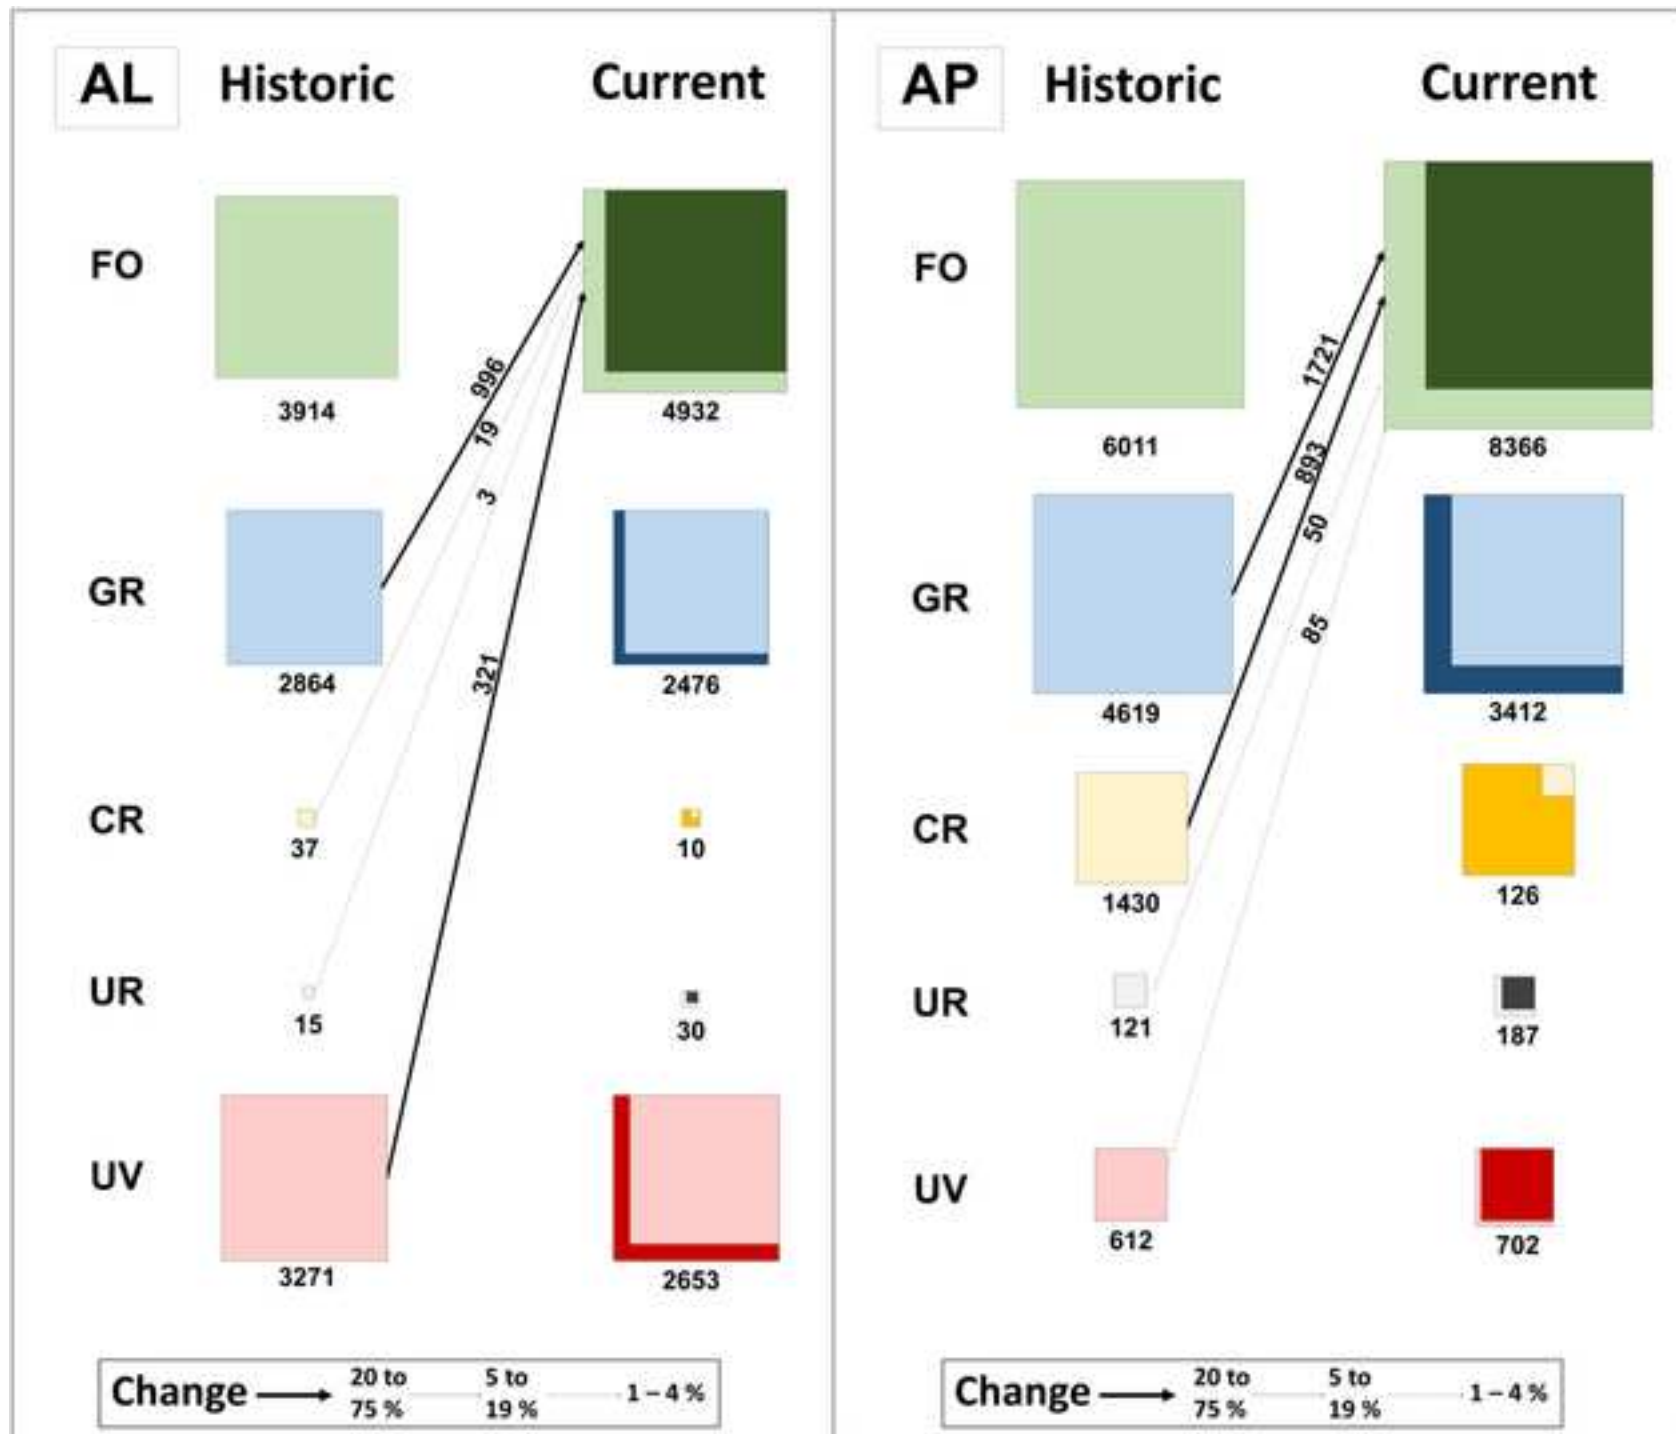 AL Historic Current
FO
3914
4932
996
19
3
321
GR
2864
2476
CR
37
10
UR
15
30
UV
3271
2653
Change 20 to 75 % 5 to 19 % 1 – 4 %
AP Historic Current
FO
6011
8366
1721
893
50
85
GR
4619
3412
CR
1430
126
UR
121
187
UV
612
702
Change 20 to 75 % 5 to 19 % 1 – 4 %